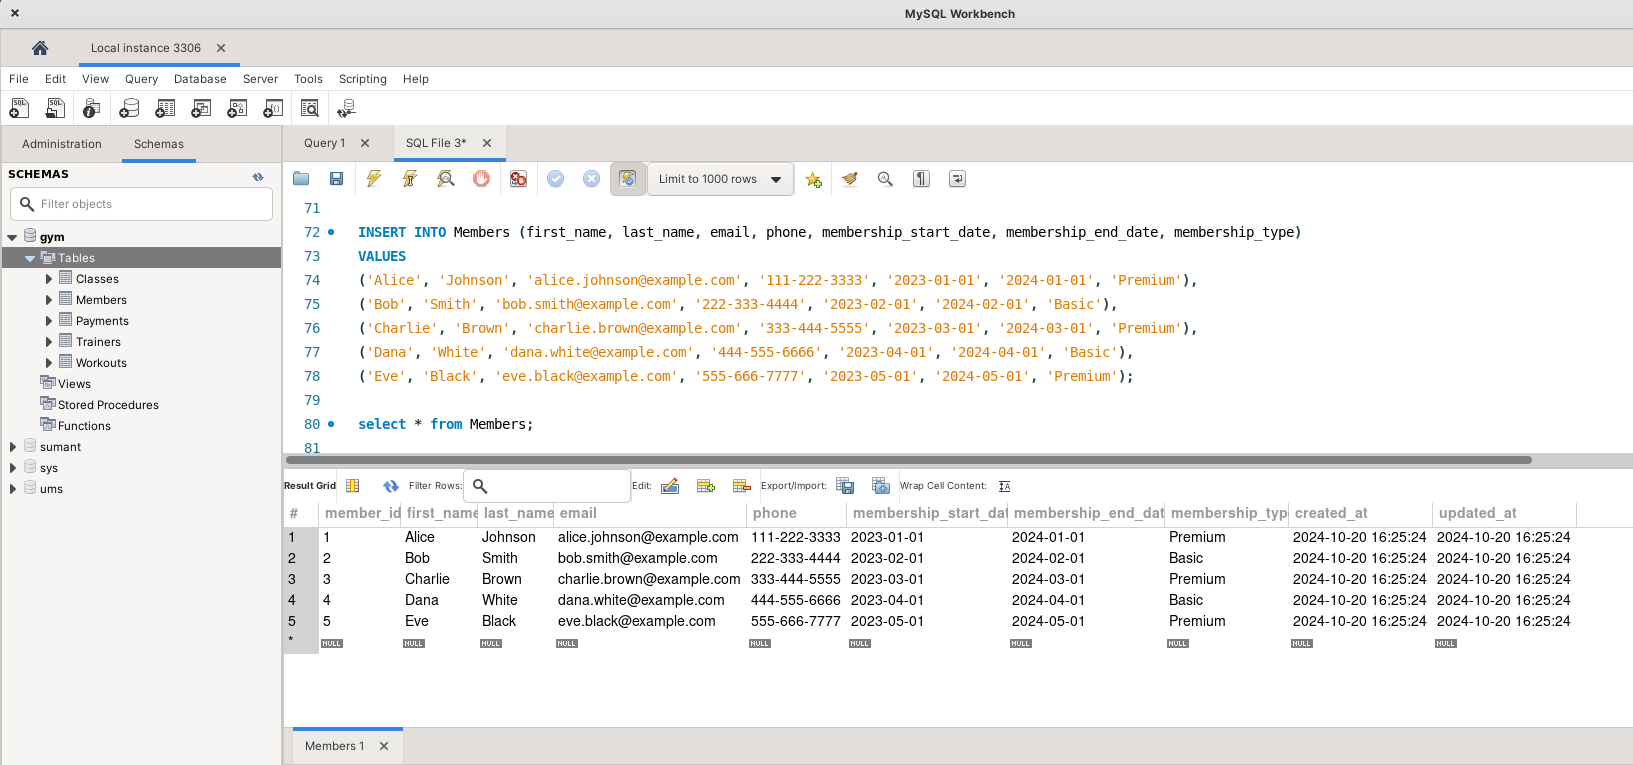 MySQL Workbench
Local instance 3306
File Edit View Query Database Server Tools Scripting Help
Administration Schemas
Query 1 SQL File 3*
SCHEMAS
Limit to 1000 rows
Filter objects
gym
Tables
Classes
Members
Payments
Trainers
Workouts
Views
Stored Procedures
Functions
sumant
sys
ums
71
72 INSERT INTO Members (first_name, last_name, email, phone, membership_start_date, membership_end_date, membership_type)
73 VALUES
74 ('Alice', 'Johnson', 'alice.johnson@example.com', '111-222-3333', '2023-01-01', '2024-01-01', 'Premium'),
75 ('Bob', 'Smith', 'bob.smith@example.com', '222-333-4444', '2023-02-01', '2024-02-01', 'Basic'),
76 ('Charlie', 'Brown', 'charlie.brown@example.com', '333-444-5555', '2023-03-01', '2024-03-01', 'Premium'),
77 ('Dana', 'White', 'dana.white@example.com', '444-555-6666', '2023-04-01', '2024-04-01', 'Basic'),
78 ('Eve', 'Black', 'eve.black@example.com', '555-666-7777', '2023-05-01', '2024-05-01', 'Premium');
79
80 select * from Members;
81
Result Grid Filter Rows: Edit: Export/Import: Wrap Cell Content:
# member_id first_name last_name email phone membership_start_dat membership_end_dat membership_typ created_at updated_at
1 1 Alice Johnson alice.johnson@example.com 111-222-3333 2023-01-01 2024-01-01 Premium 2024-10-20 16:25:24 2024-10-20 16:25:24
2 2 Bob Smith bob.smith@example.com 222-333-4444 2023-02-01 2024-02-01 Basic 2024-10-20 16:25:24 2024-10-20 16:25:24
3 3 Charlie Brown charlie.brown@example.com 333-444-5555 2023-03-01 2024-03-01 Premium 2024-10-20 16:25:24 2024-10-20 16:25:24
4 4 Dana White dana.white@example.com 444-555-6666 2023-04-01 2024-04-01 Basic 2024-10-20 16:25:24 2024-10-20 16:25:24
5 5 Eve Black eve.black@example.com 555-666-7777 2023-05-01 2024-05-01 Premium 2024-10-20 16:25:24 2024-10-20 16:25:24
* NULL NULL NULL NULL NULL NULL NULL NULL NULL NULL
Members 1